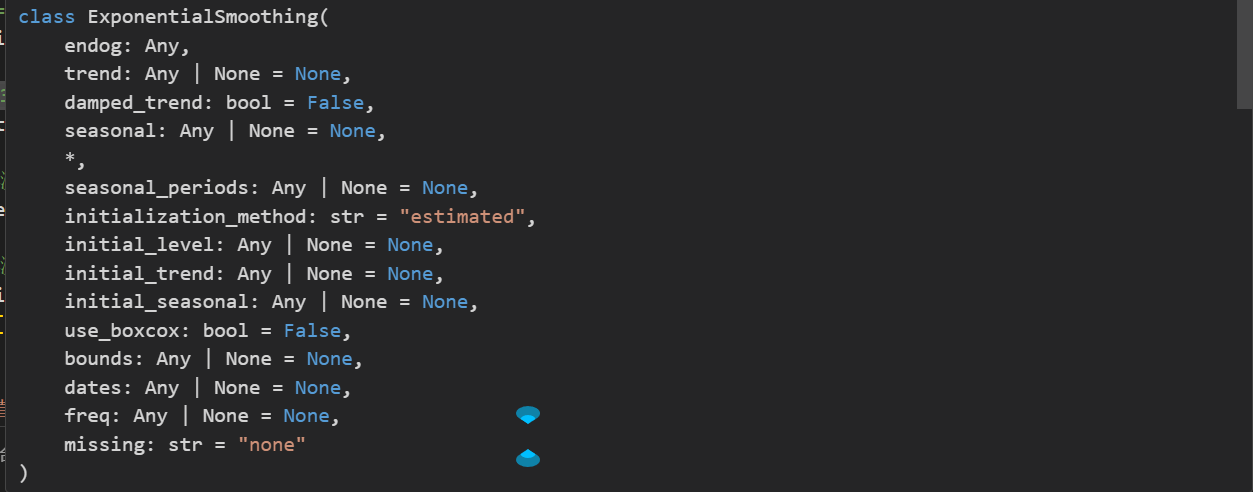 class ExponentialSmoothing(
    endog: Any,
    trend: Any | None = None,
    damped_trend: bool = False,
    seasonal: Any | None = None,
    *,
    seasonal_periods: Any | None = None,
    initialization_method: str = "estimated",
    initial_level: Any | None = None,
    initial_trend: Any | None = None,
    initial_seasonal: Any | None = None,
    use_boxcox: bool = False,
    bounds: Any | None = None,
    dates: Any | None = None,
    freq: Any | None = None,
    missing: str = "none"
)